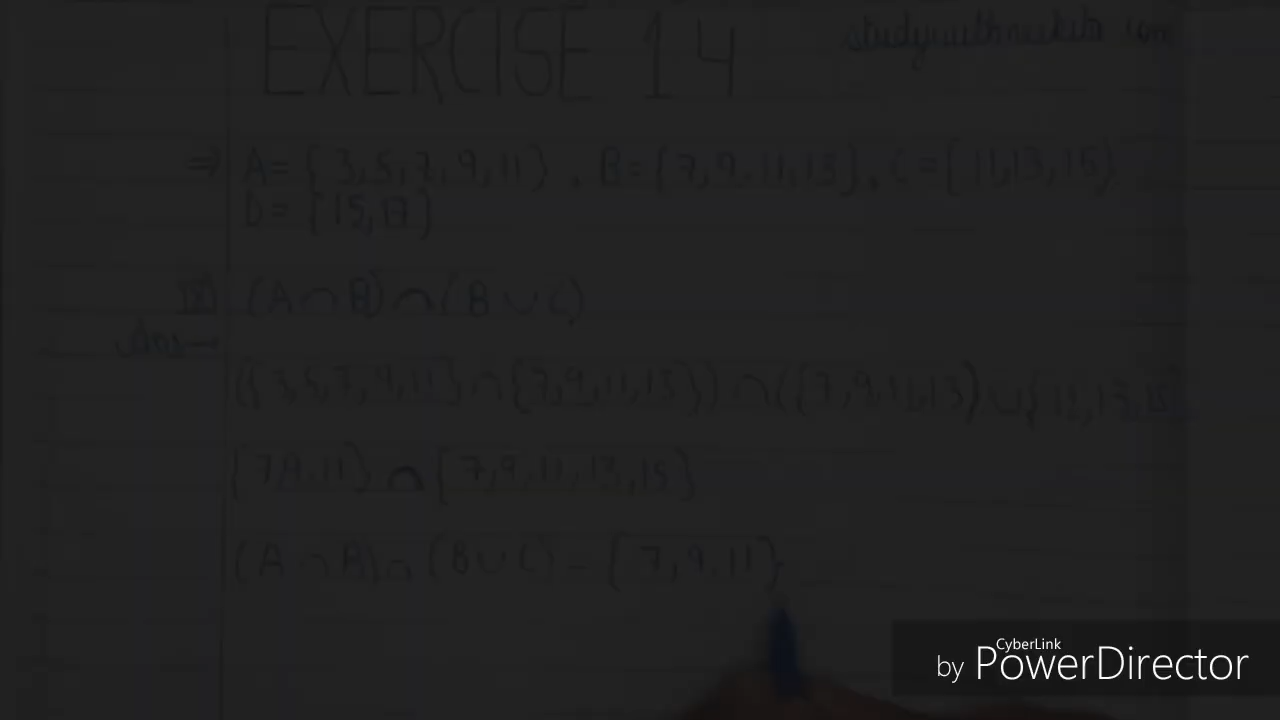 EXERCISE 1 4
⇒ A = { 3,5,7,9,11 } , B = {7,9,11,13}, C = { 11,13,15}
D = {15,17}
(A ∩ B) ∩ (B ∪ C)
Ans →
({3,5,7,9,11} ∩ {7,9,11,13}) ∩ ({7,9,11,13) ∪ { 11,13,15}
{7,9,11} ∩ {7,9,11,13,15}
(A ∩ B) ∩ (B ∪ C) = {7,9,11}
CyberLink
by PowerDirector